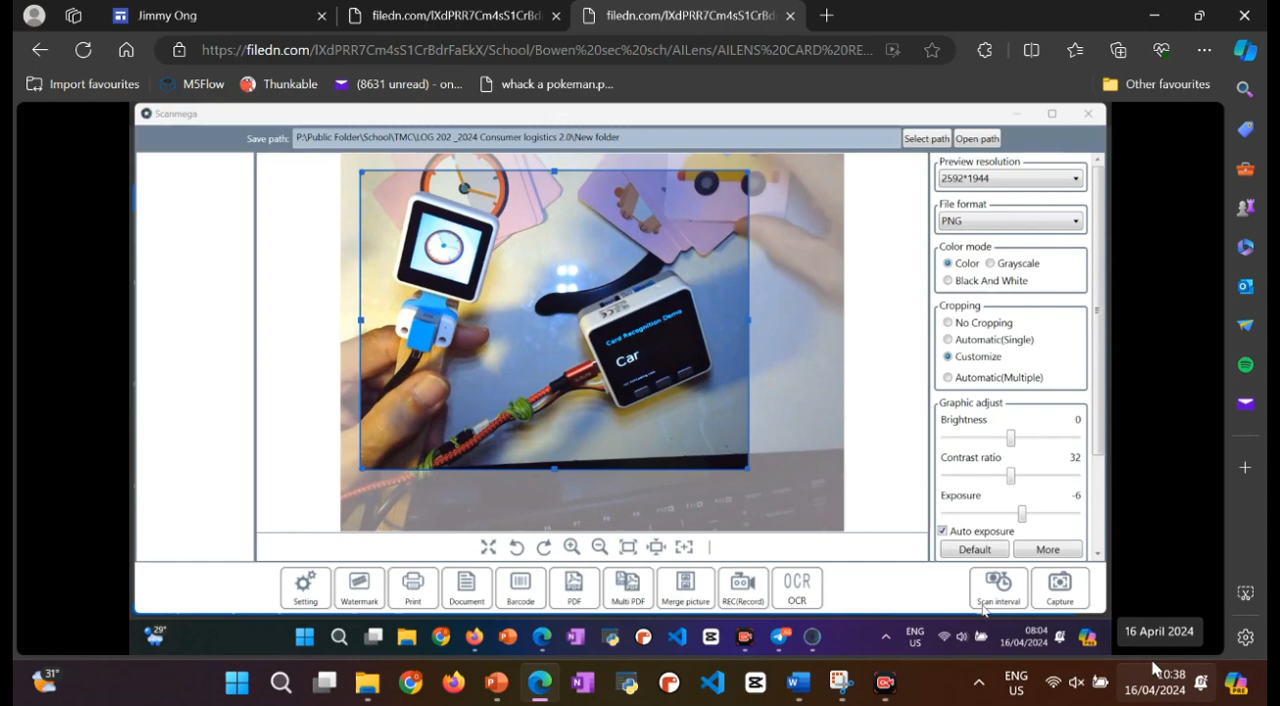 Jimmy Ong
filedn.com/lXdPRR7Cm4sS1CrBd
filedn.com/lXdPRR7Cm4sS1CrBd
https://filedn.com/lXdPRR7Cm4sS1CrBdrFaEkX/School/Bowen%20sec%20sch/AILens/AILENS%20CARD%20RE...
Import favourites
M5Flow
Thunkable
(8631 unread) - on...
whack a pokeman.p...
Other favourites
Scanmega
Save path:
P:\Public Folder\School\TMC\LOG 202 _2024 Consumer logistics 2.0\New folder
Select path
Open path
Preview resolution
2592*1944
File format
PNG
Color mode
Color
Grayscale
Black And White
Cropping
No Cropping
Automatic(Single)
Customize
Automatic(Multiple)
Graphic adjust
Brightness 0
Contrast ratio 32
Exposure -6
Auto exposure
Default
More
Card Recognition Demo
Car
Setting
Watermark
Print
Document
Barcode
PDF
Multi PDF
Merge picture
REC(Record)
OCR
OCR
Scan interval
Capture
29°
ENG
US
08:04
16/04/2024
16 April 2024
31°
ENG
US
10:38
16/04/2024